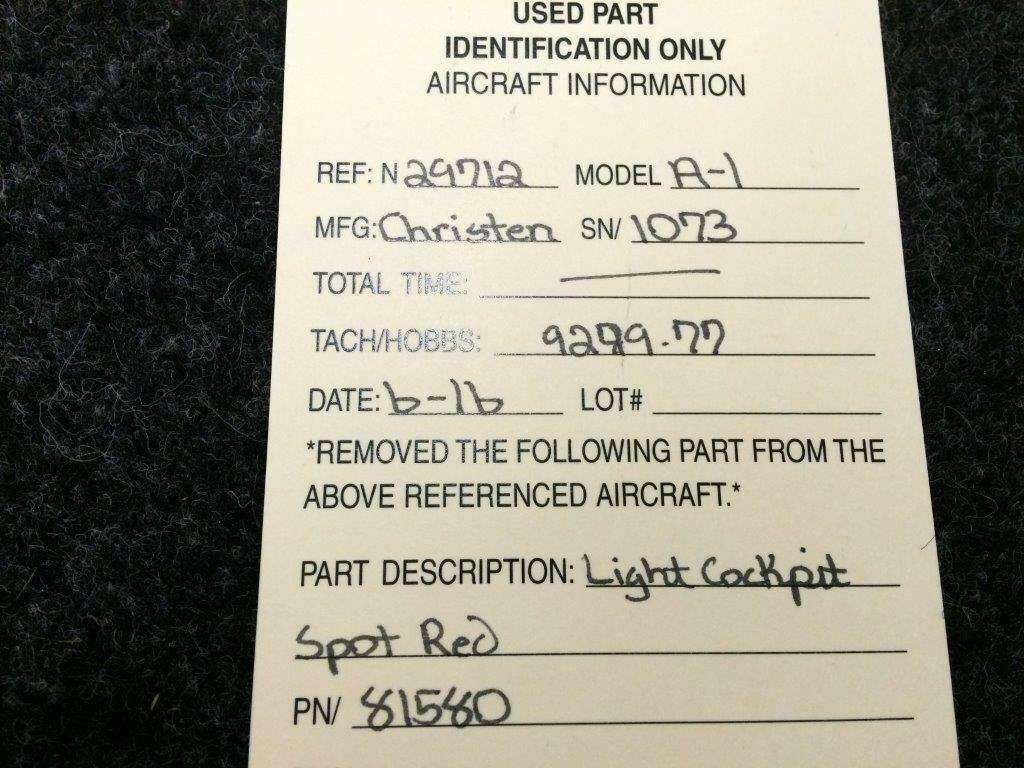 USED PART
IDENTIFICATION ONLY
AIRCRAFT INFORMATION
REF: N 29712 MODEL A-1
MFG: Christen SN/ 1073
TOTAL TIME:
TACH/HOBBS: 9279.77
DATE: 6-16 LOT#
*REMOVED THE FOLLOWING PART FROM THE
ABOVE REFERENCED AIRCRAFT.*
PART DESCRIPTION: Light Cockpit
Spot Red
PN/ 81580